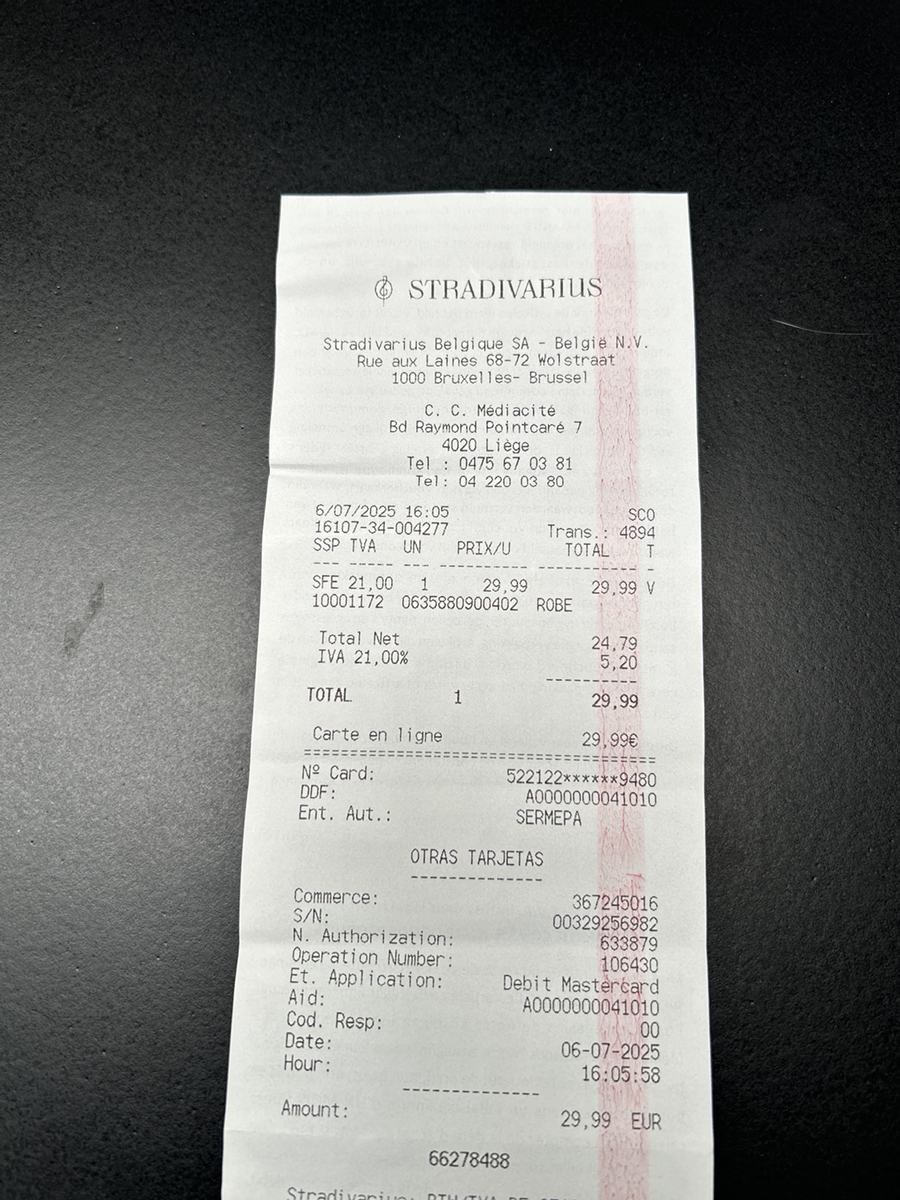 STRADIVARIUS
Stradivarius Belgique SA - België N.V.
Rue aux Laines 68-72 Wolstraat
1000 Bruxelles- Brussel
C. C. Médiacité
Bd Raymond Pointcaré 7
4020 Liège
Tel : 0475 67 03 81
Tel: 04 220 03 80
6/07/2025 16:05 SCO
16107-34-004277 Trans.: 4894
SSP TVA UN PRIX/U TOTAL T
--- ----- --- ---------- ----------- -
SFE 21,00 1 29,99 29,99 V
10001172 0635880900402 ROBE
Total Net 24,79
IVA 21,00% 5,20
----------
TOTAL 1 29,99
Carte en ligne 29,99€
========================================
Nº Card: 522122******9480
DDF: A0000000041010
Ent. Aut.: SERMEPA
OTRAS TARJETAS
--------------
Commerce: 367245016
S/N: 00329256982
N. Authorization: 633879
Operation Number: 106430
Et. Application: Debit Mastercard
Aid: A0000000041010
Cod. Resp: 00
Date: 06-07-2025
Hour: 16:05:58
--------------
Amount: 29,99 EUR
66278488
Stradivarius: